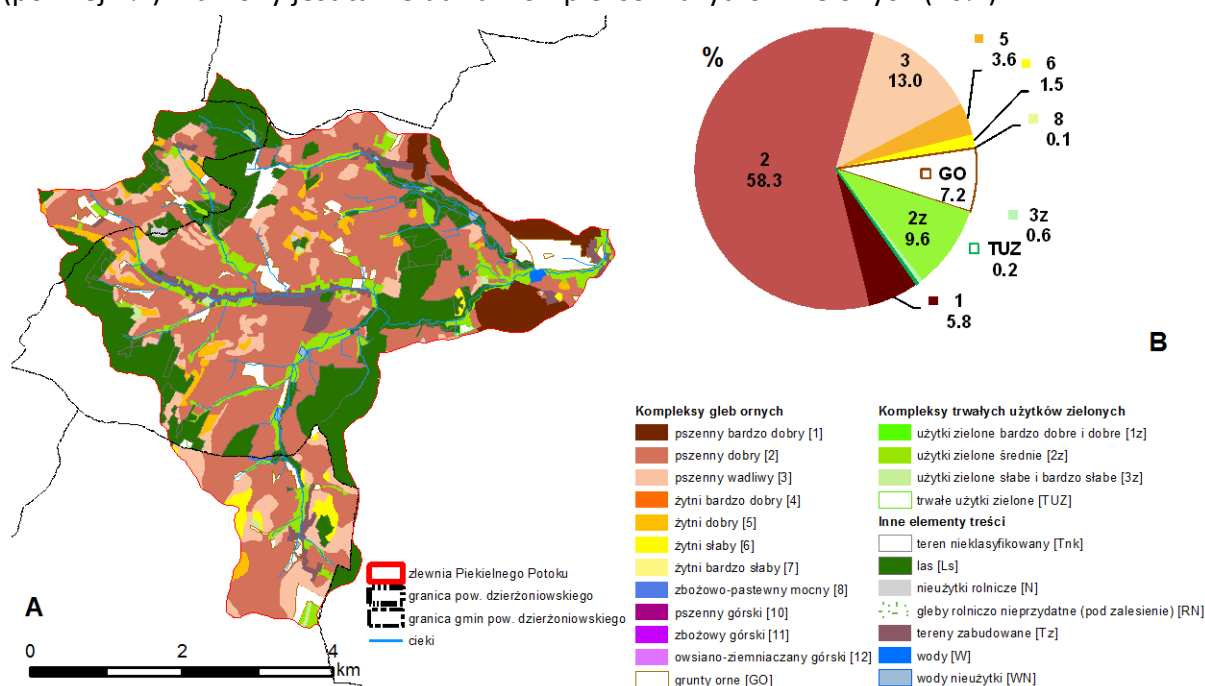 %
3
13.0
5
3.6
6
1.5
8
0.1
GO
7.2
2
58.3
2z
9.6
3z
0.6
TUZ
0.2
1
5.8
B
Kompleksy gleb ornych
pszenny bardzo dobry [1]
pszenny dobry [2]
pszenny wadliwy [3]
żytni bardzo dobry [4]
żytni dobry [5]
żytni słaby [6]
żytni bardzo słaby [7]
zbożowo-pastewny mocny [8]
pszenny górski [10]
zbożowy górski [11]
owsiano-ziemniaczany górski [12]
grunty orne [GO]
Kompleksy trwałych użytków zielonych
użytki zielone bardzo dobre i dobre [1z]
użytki zielone średnie [2z]
użytki zielone słabe i bardzo słabe [3z]
trwałe użytki zielone [TUZ]
Inne elementy treści
teren nieklasyfikowany [Tnk]
las [Ls]
nieużytki rolnicze [N]
gleby rolniczo nieprzydatne (pod zalesienie) [RN]
tereny zabudowane [Tz]
wody [W]
wody nieużytki [WN]
zlewnia Piekielnego Potoku
granica pow. dzierżoniowskiego
granica gmin pow. dzierżoniowskiego
cieki
A
0 2 4
km